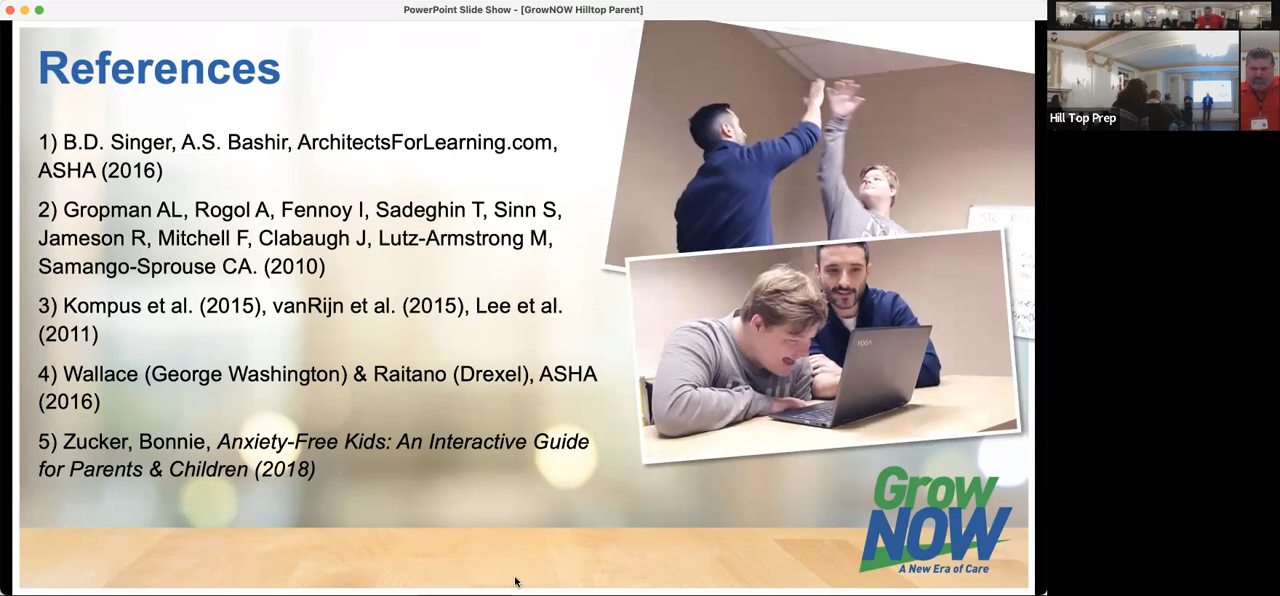 PowerPoint Slide Show - [GrowNOW Hilltop Parent]
References
1) B.D. Singer, A.S. Bashir, ArchitectsForLearning.com,
ASHA (2016)
2) Gropman AL, Rogol A, Fennoy I, Sadeghin T, Sinn S,
Jameson R, Mitchell F, Clabaugh J, Lutz-Armstrong M,
Samango-Sprouse CA. (2010)
3) Kompus et al. (2015), vanRijn et al. (2015), Lee et al.
(2011)
4) Wallace (George Washington) & Raitano (Drexel), ASHA
(2016)
5) Zucker, Bonnie, Anxiety-Free Kids: An Interactive Guide
for Parents & Children (2018)
YOGA
Grow
NOW
A New Era of Care
Hill Top Prep